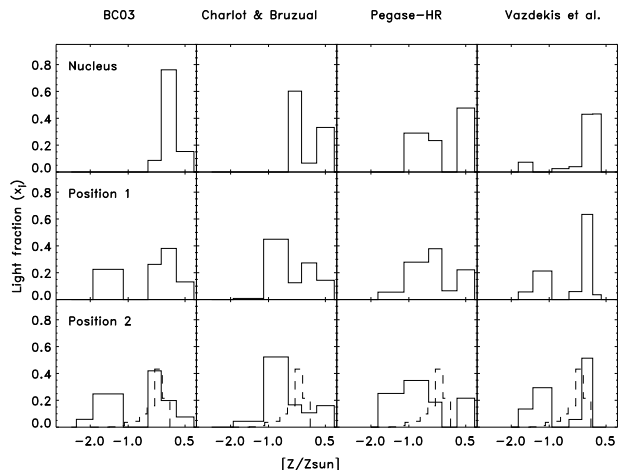 BC03 Charlot & Bruzual Pegase-HR Vazdekis et al.
Nucleus
0.8
0.6
0.4
0.2
0.0
Position 1
0.8
0.6
0.4
0.2
0.0
Light fraction (x_l)
Position 2
0.8
0.6
0.4
0.2
0.0
-2.0 -1.0 0.5 -2.0 -1.0 0.5 -2.0 -1.0 0.5 -2.0 -1.0 0.5
[Z/Zsun]